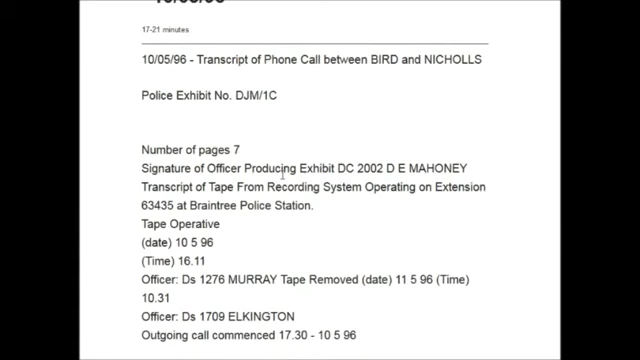 10/05/96
17-21 minutes
10/05/96 - Transcript of Phone Call between BIRD and NICHOLLS
Police Exhibit No. DJM/1C
Number of pages 7
Signature of Officer Producing Exhibit DC 2002 D E MAHONEY
Transcript of Tape From Recording System Operating on Extension
63435 at Braintree Police Station.
Tape Operative
(date) 10 5 96
(Time) 16.11
Officer: Ds 1276 MURRAY Tape Removed (date) 11 5 96 (Time)
10.31
Officer: Ds 1709 ELKINGTON
Outgoing call commenced 17.30 - 10 5 96